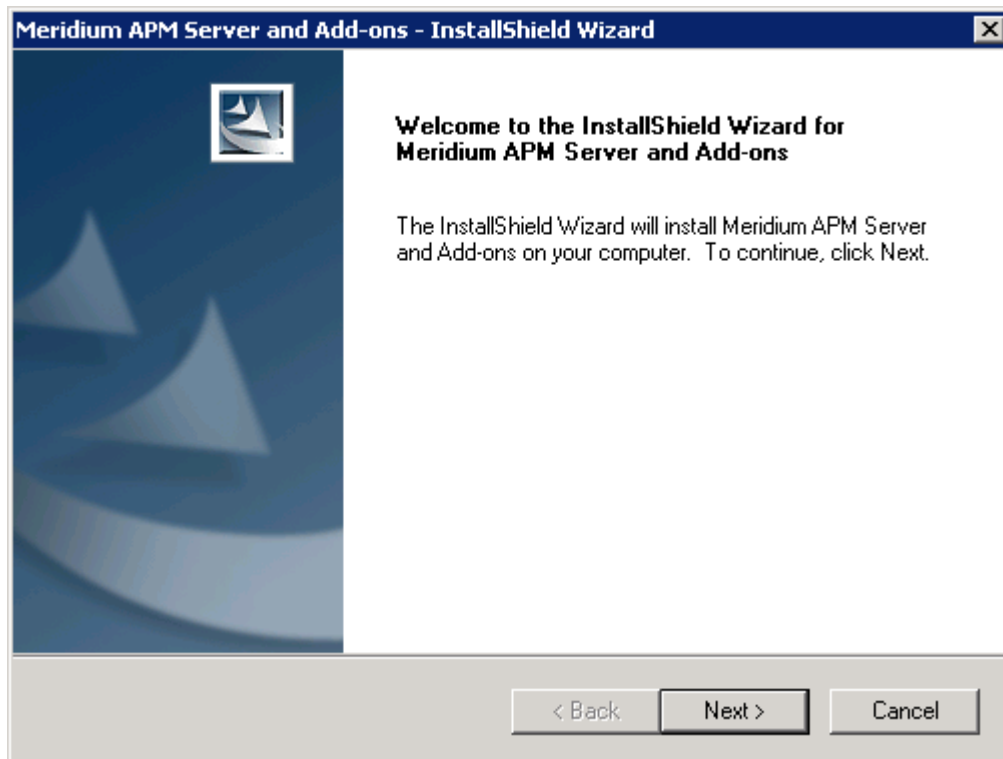 Meridium APM Server and Add-ons - InstallShield Wizard
Welcome to the InstallShield Wizard for
Meridium APM Server and Add-ons
The InstallShield Wizard will install Meridium APM Server
and Add-ons on your computer. To continue, click Next.
< Back
Next >
Cancel